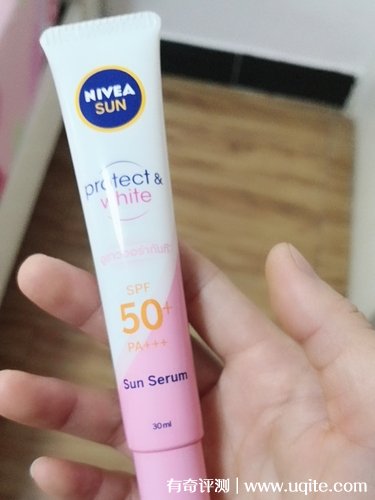 NIVEA
SUN
protect &
white
SPF
50+
PA+++
Sun Serum
30ml
有奇评测 | www.uqite.com